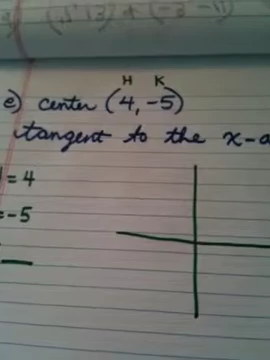 H K
e) center (4, -5)
tangent to the x-a
= 4
= -5